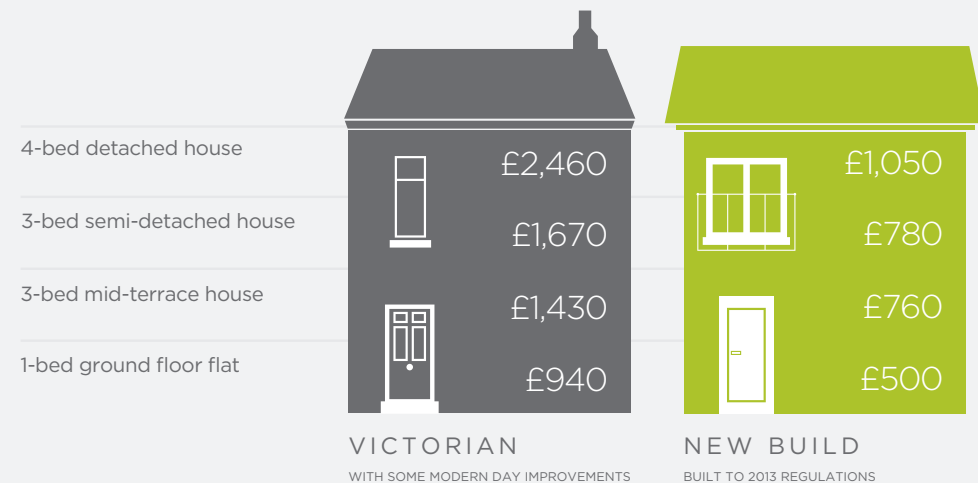 4-bed detached house £2,460 £1,050
3-bed semi-detached house £1,670 £780
3-bed mid-terrace house £1,430 £760
1-bed ground floor flat £940 £500
VICTORIAN
WITH SOME MODERN DAY IMPROVEMENTS
NEW BUILD
BUILT TO 2013 REGULATIONS